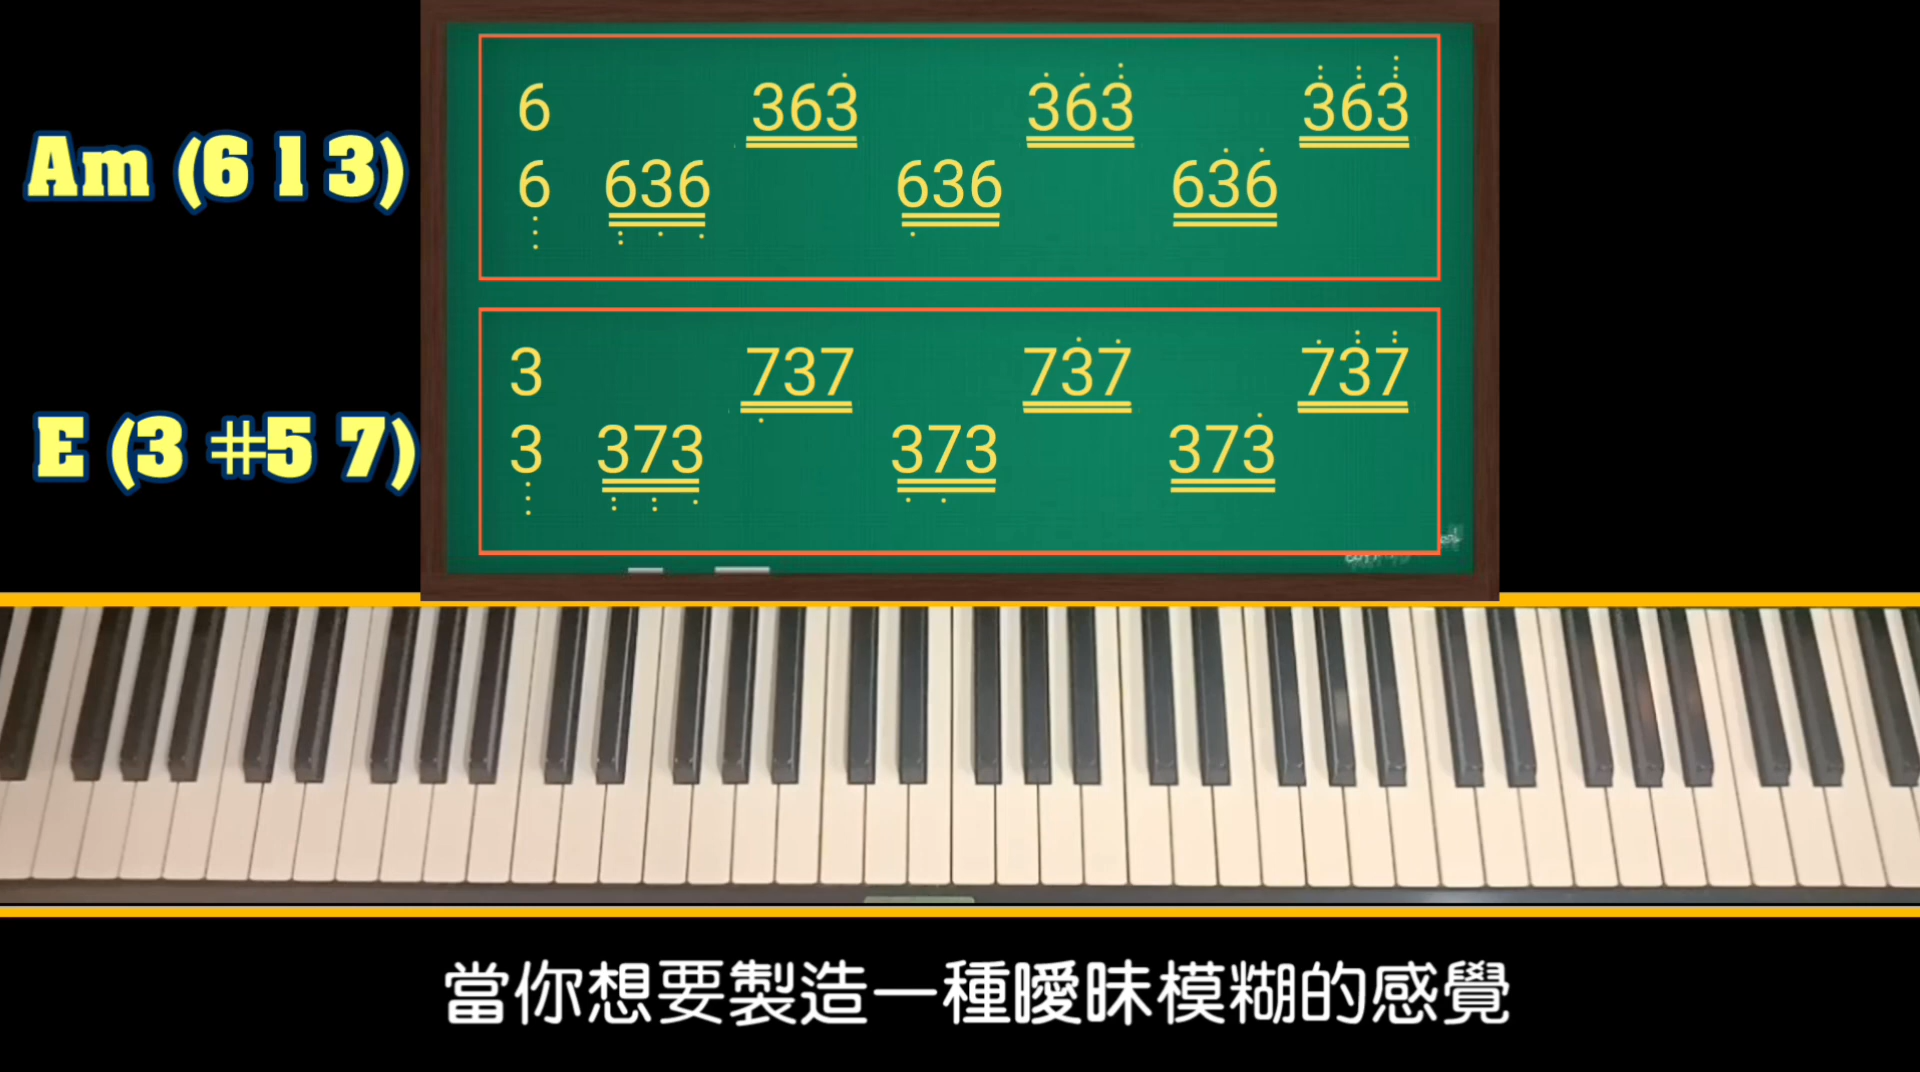 Am (6 1 3)
6 363 363 363
6 636 636 636
E (3 #5 7)
3 737 737 737
3 373 373 373
當你想要製造一種曖昧模糊的感覺